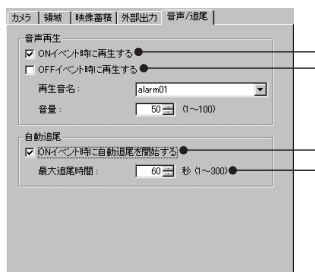 カメラ 領域 映像蓄積 外部出力 音声/追尾
音声再生
ONイベント時に再生する
OFFイベント時に再生する
再生音名: alarm01
音量: 50 (1～100)
自動追尾
ONイベント時に自動追尾を開始する
最大追尾時間: 60 秒 (1～300)